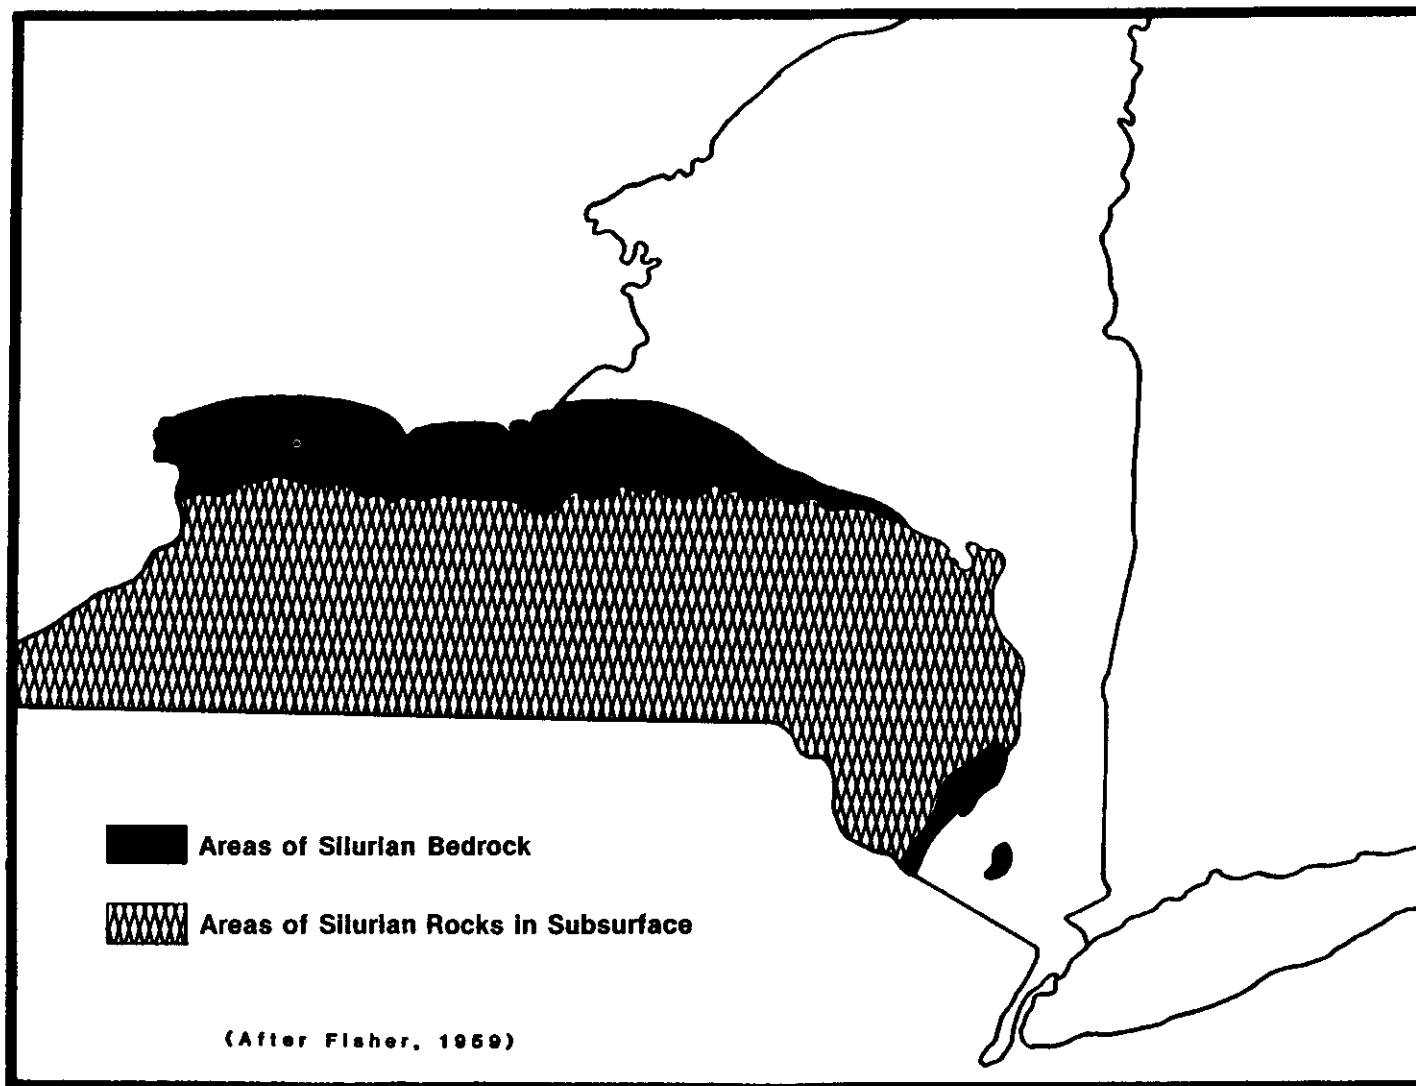 Areas of Silurian Bedrock
Areas of Silurian Rocks in Subsurface
(After Fisher, 1959)